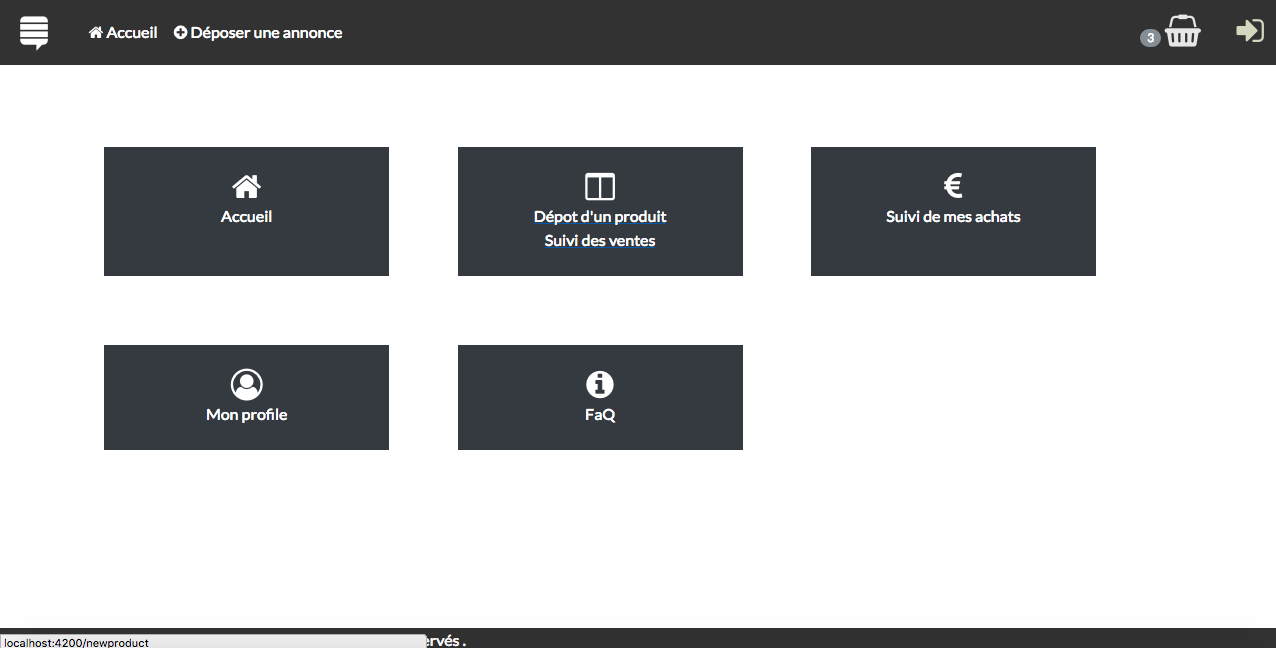 Accueil Déposer une annonce 3
Accueil
Dépot d'un produit
Suivi des ventes
Suivi de mes achats
Mon profile
FaQ
localhost:4200/newproduct